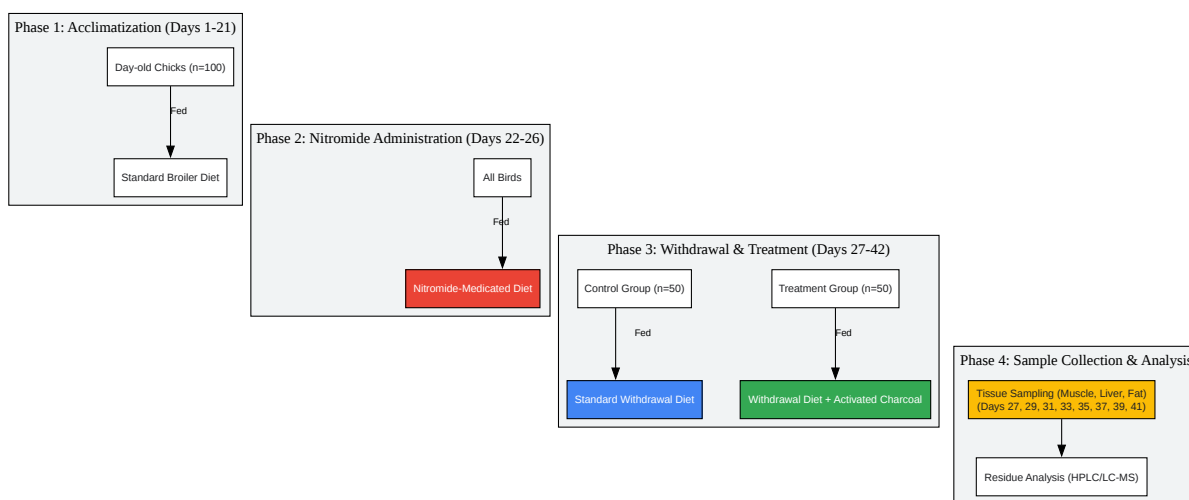 Phase 1: Acclimatization (Days 1-21)
Day-old Chicks (n=100)
Fed
Standard Broiler Diet
Phase 2: Nitromide Administration (Days 22-26)
All Birds
Fed
Nitromide-Medicated Diet
Phase 3: Withdrawal & Treatment (Days 27-42)
Control Group (n=50)
Treatment Group (n=50)
Fed
Fed
Standard Withdrawal Diet
Withdrawal Diet + Activated Charcoal
Phase 4: Sample Collection & Analysis
Tissue Sampling (Muscle, Liver, Fat)
(Days 27, 29, 31, 33, 35, 37, 39, 41)
Residue Analysis (HPLC/LC-MS)